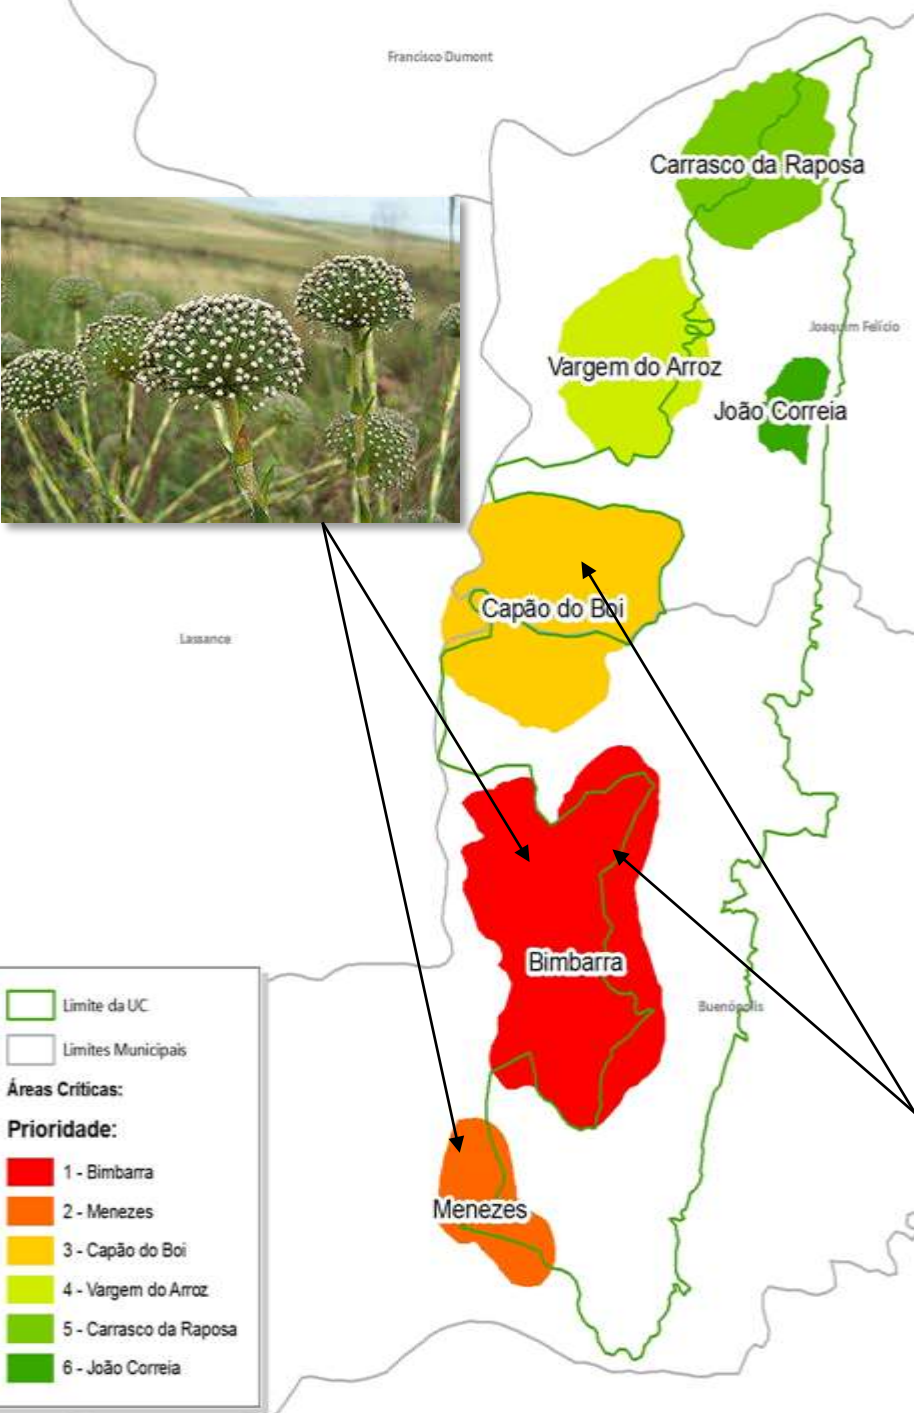 Francisco Dumont
Carrasco da Raposa
Joaquim Felício
Vargem do Arroz
João Correia
Capão do Boi
Lassance
Bimbarra
Buenópolis
Menezes
Limite da UC
Limites Municipais
Áreas Críticas:
Prioridade:
1 - Bimbarra
2 - Menezes
3 - Capão do Boi
4 - Vargem do Arroz
5 - Carrasco da Raposa
6 - João Correia